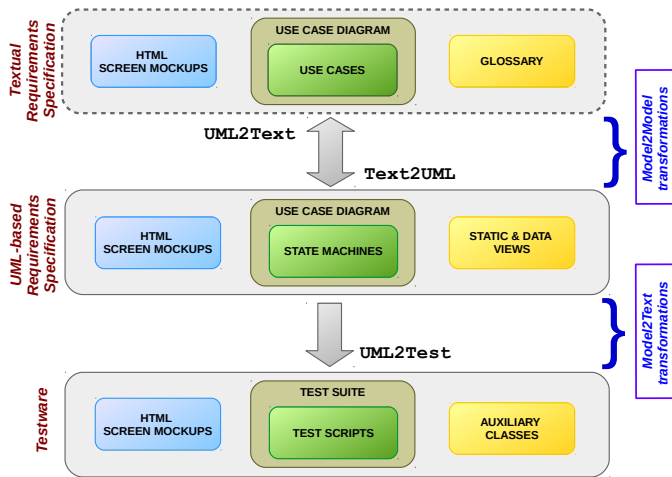 Textual
Requirements
Specification
HTML
SCREEN MOCKUPS
USE CASE DIAGRAM
USE CASES
GLOSSARY
UML2Text
Text2UML
Model2Model
transformations
UML-based
Requirements
Specification
HTML
SCREEN MOCKUPS
USE CASE DIAGRAM
STATE MACHINES
STATIC & DATA
VIEWS
UML2Test
Model2Text
transformations
Testware
HTML
SCREEN MOCKUPS
TEST SUITE
TEST SCRIPTS
AUXILIARY
CLASSES